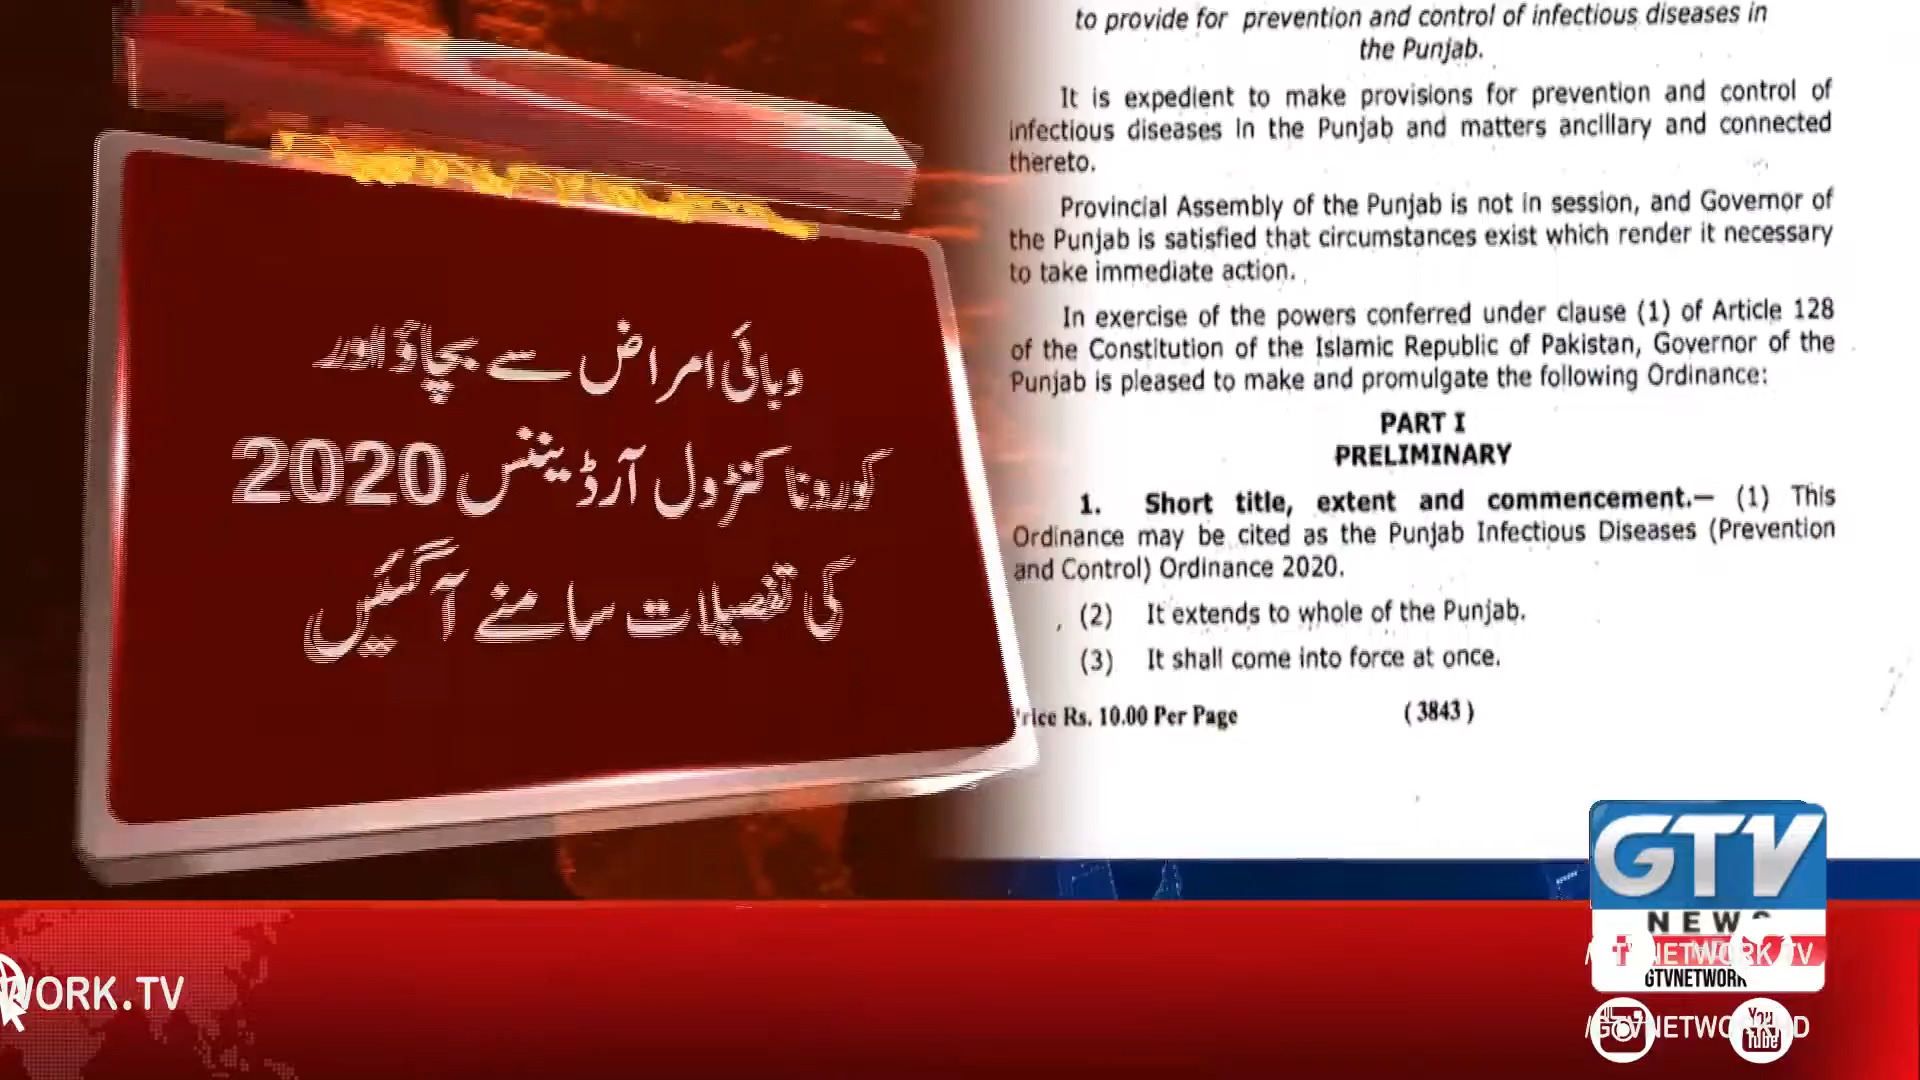 وبائی امراض سے بچاؤ اور
کورونا کنٹرول آرڈیننس 2020
کی تفصیلات سامنے آگئیں
to provide for prevention and control of infectious diseases in
the Punjab.
It is expedient to make provisions for prevention and control of
infectious diseases in the Punjab and matters ancillary and connected
thereto.
Provincial Assembly of the Punjab is not in session, and Governor of
the Punjab is satisfied that circumstances exist which render it necessary
to take immediate action.
In exercise of the powers conferred under clause (1) of Article 128
of the Constitution of the Islamic Republic of Pakistan, Governor of the
Punjab is pleased to make and promulgate the following Ordinance:
PART I
PRELIMINARY
1. Short title, extent and commencement.— (1) This
Ordinance may be cited as the Punjab Infectious Diseases (Prevention
and Control) Ordinance 2020.
(2) It extends to whole of the Punjab.
(3) It shall come into force at once.
rice Rs. 10.00 Per Page (3843)
GTV
NEWS
GTVNETWORK
WORK.TV